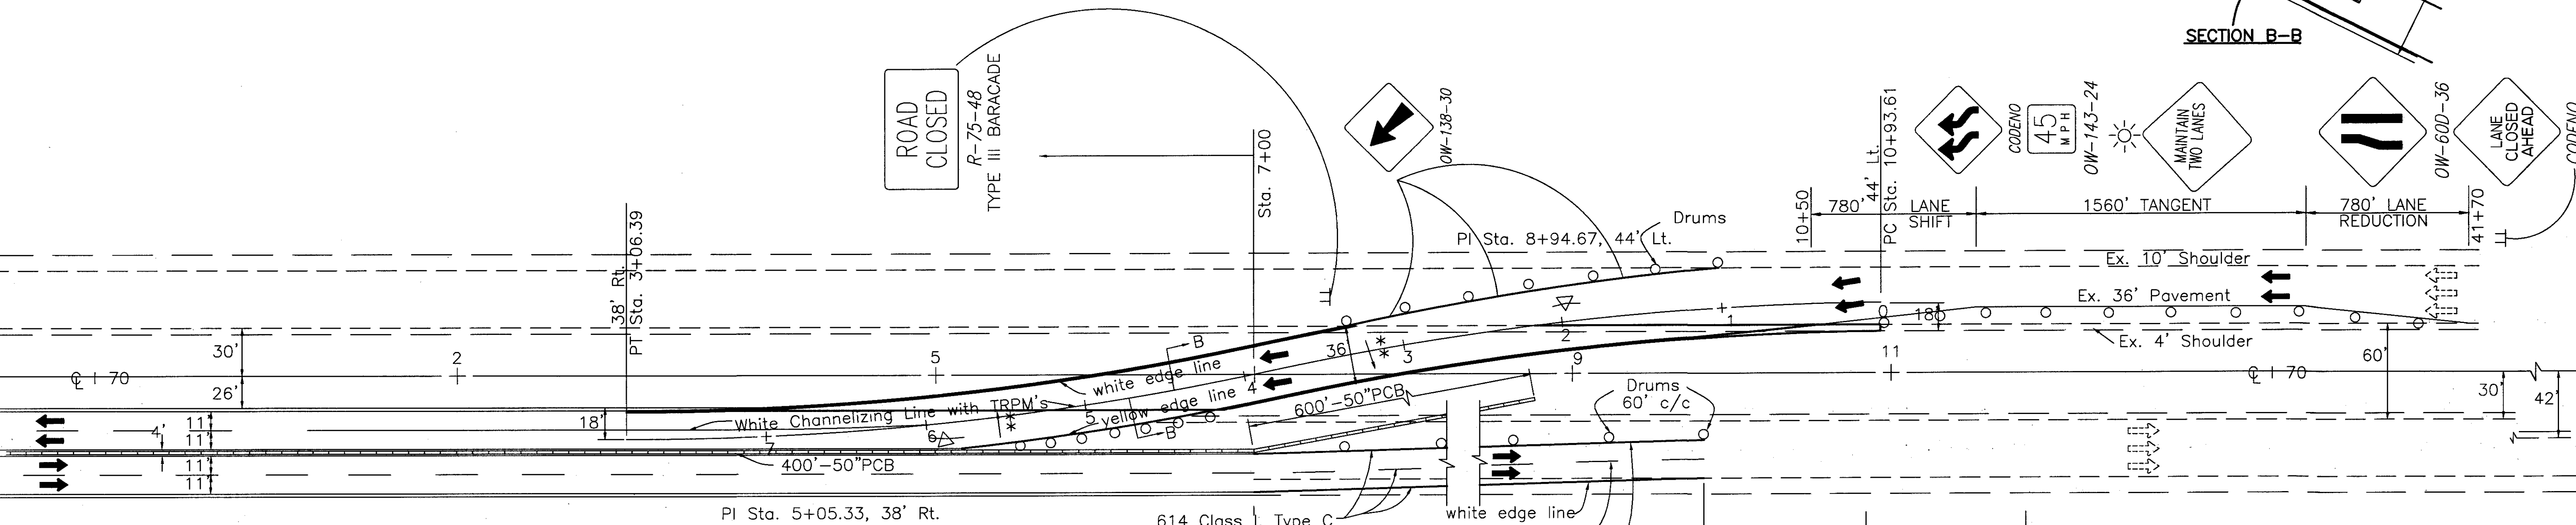 SECTION B-B
ROAD
CLOSED
R-75-48
TYPE III BARACADE
Sta. 7+00
OW-138-30
44' Lt.
PC Sta. 10+93.61
CODENO
45
MPH
OW-143-24
MAINTAIN
TWO LANES
OW-60D-36
LANE
CLOSED
AHEAD
CODENO
10+50
780' LANE
SHIFT
1560' TANGENT
780' LANE
REDUCTION
41+70
38' Rt.
PT Sta. 3+06.39
PI Sta. 8+94.67, 44' Lt.
Drums
Ex. 10' Shoulder
Ex. 36' Pavement
Ex. 4' Shoulder
18'
1
2
3
**
36'
B
30'
60'
℄ I 70
2
5
4
9
11
℄ I 70
26'
white edge line
yellow edge line
600'-50"PCB
Drums
60' c/c
30'
42'
White Channelizing Line with TRPM's
18'
5
6
7
**
B
11'
4'
11'
11'
11'
400'-50"PCB
PI Sta. 5+05.33, 38' Rt.
614 Class I, Type C
white edge line